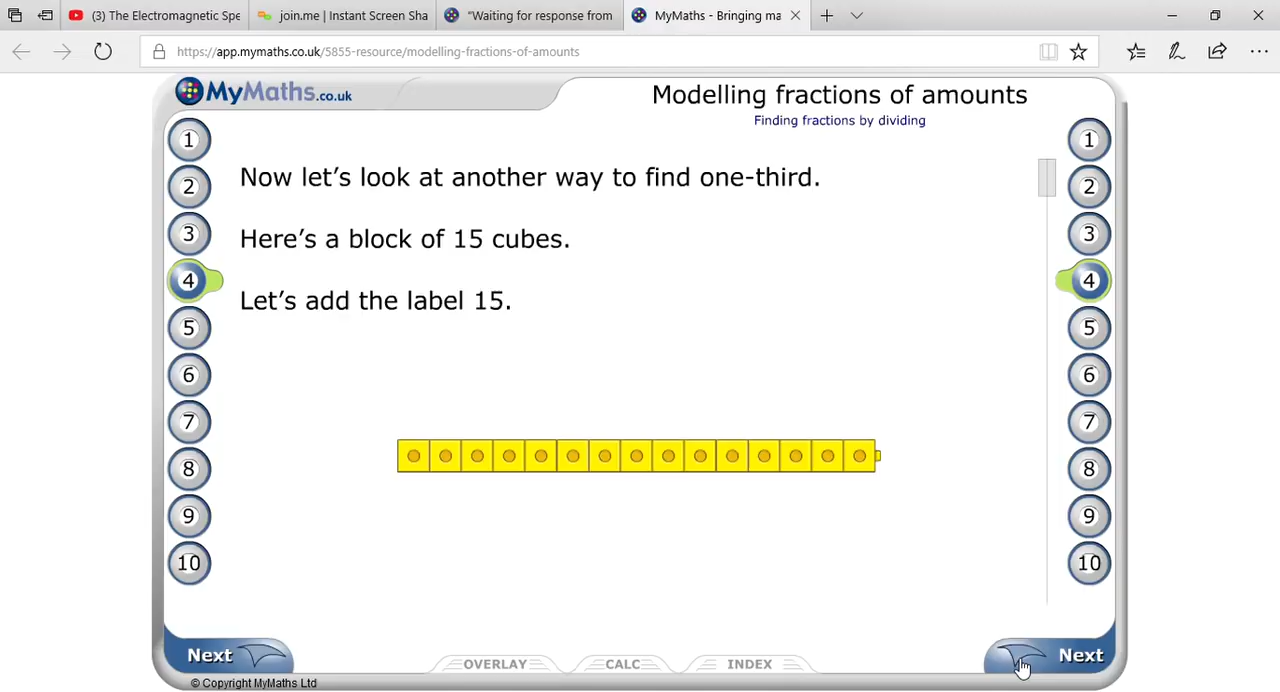 (3) The Electromagnetic Spe
join.me | Instant Screen Sha
"Waiting for response from
MyMaths - Bringing ma
https://app.mymaths.co.uk/5855-resource/modelling-fractions-of-amounts
MyMaths.co.uk
Modelling fractions of amounts
Finding fractions by dividing
1
2
3
4
5
6
7
8
9
10
Now let's look at another way to find one-third.
Here's a block of 15 cubes.
Let's add the label 15.
1
2
3
4
5
6
7
8
9
10
Next
OVERLAY
CALC
INDEX
Next
© Copyright MyMaths Ltd